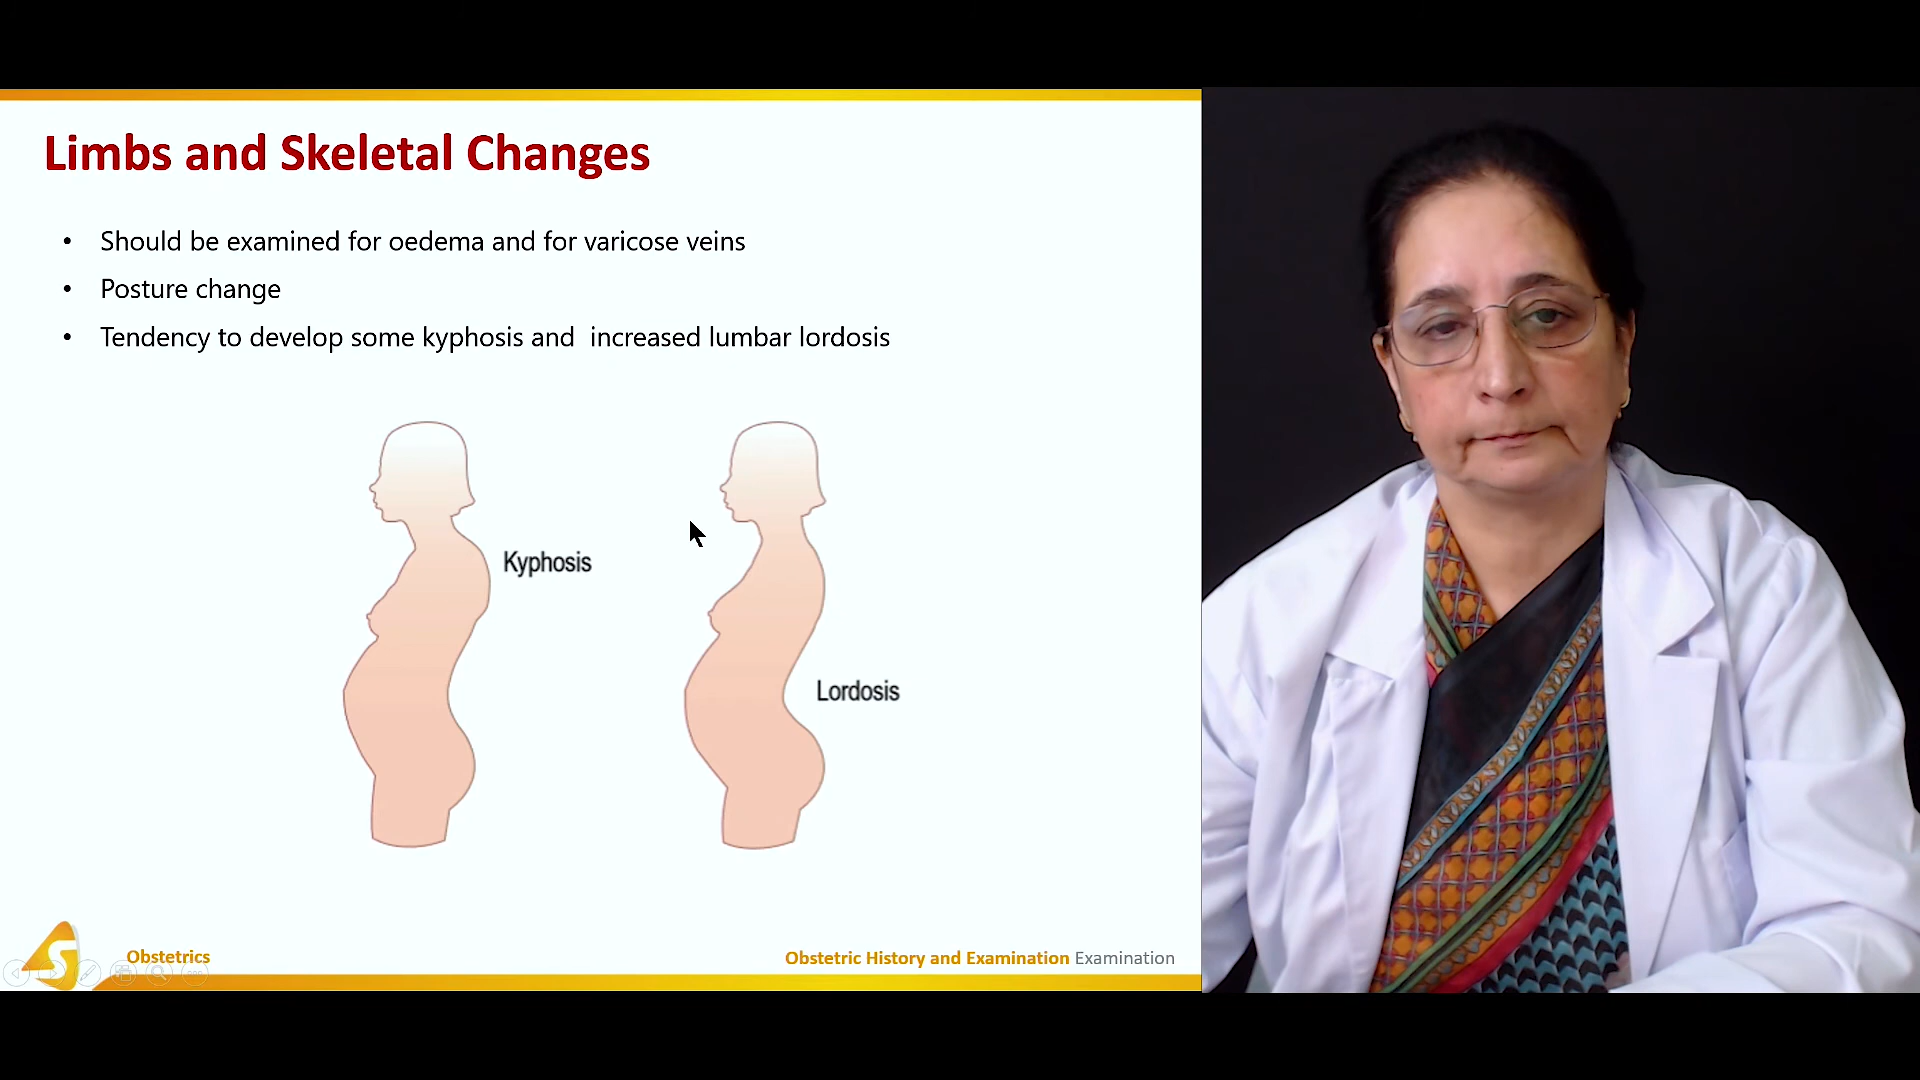 Limbs and Skeletal Changes
• Should be examined for oedema and for varicose veins
• Posture change
• Tendency to develop some kyphosis and  increased lumbar lordosis
Kyphosis
Lordosis
S
Obstetrics
Obstetric History and Examination Examination